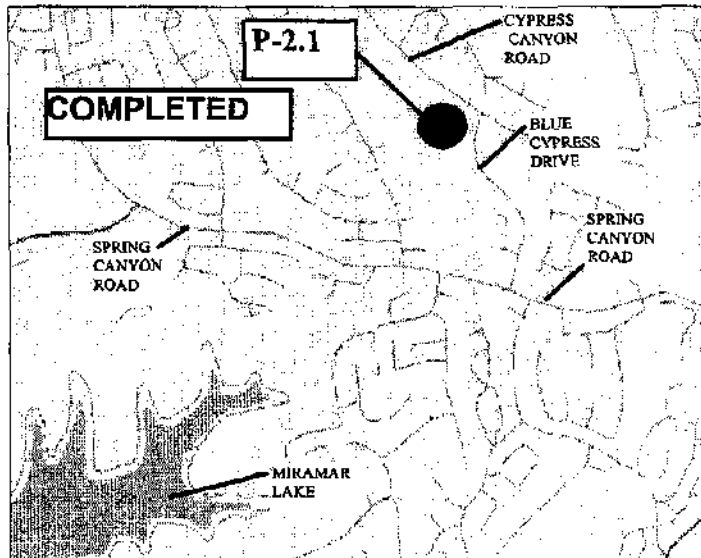 CYPRESS
CANYON
ROAD
P-2.1
COMPLETED
BLUE
CYPRESS
DRIVE
SPRING
CANYON
ROAD
SPRING
CANYON
ROAD
MIRAMAR
LAKE